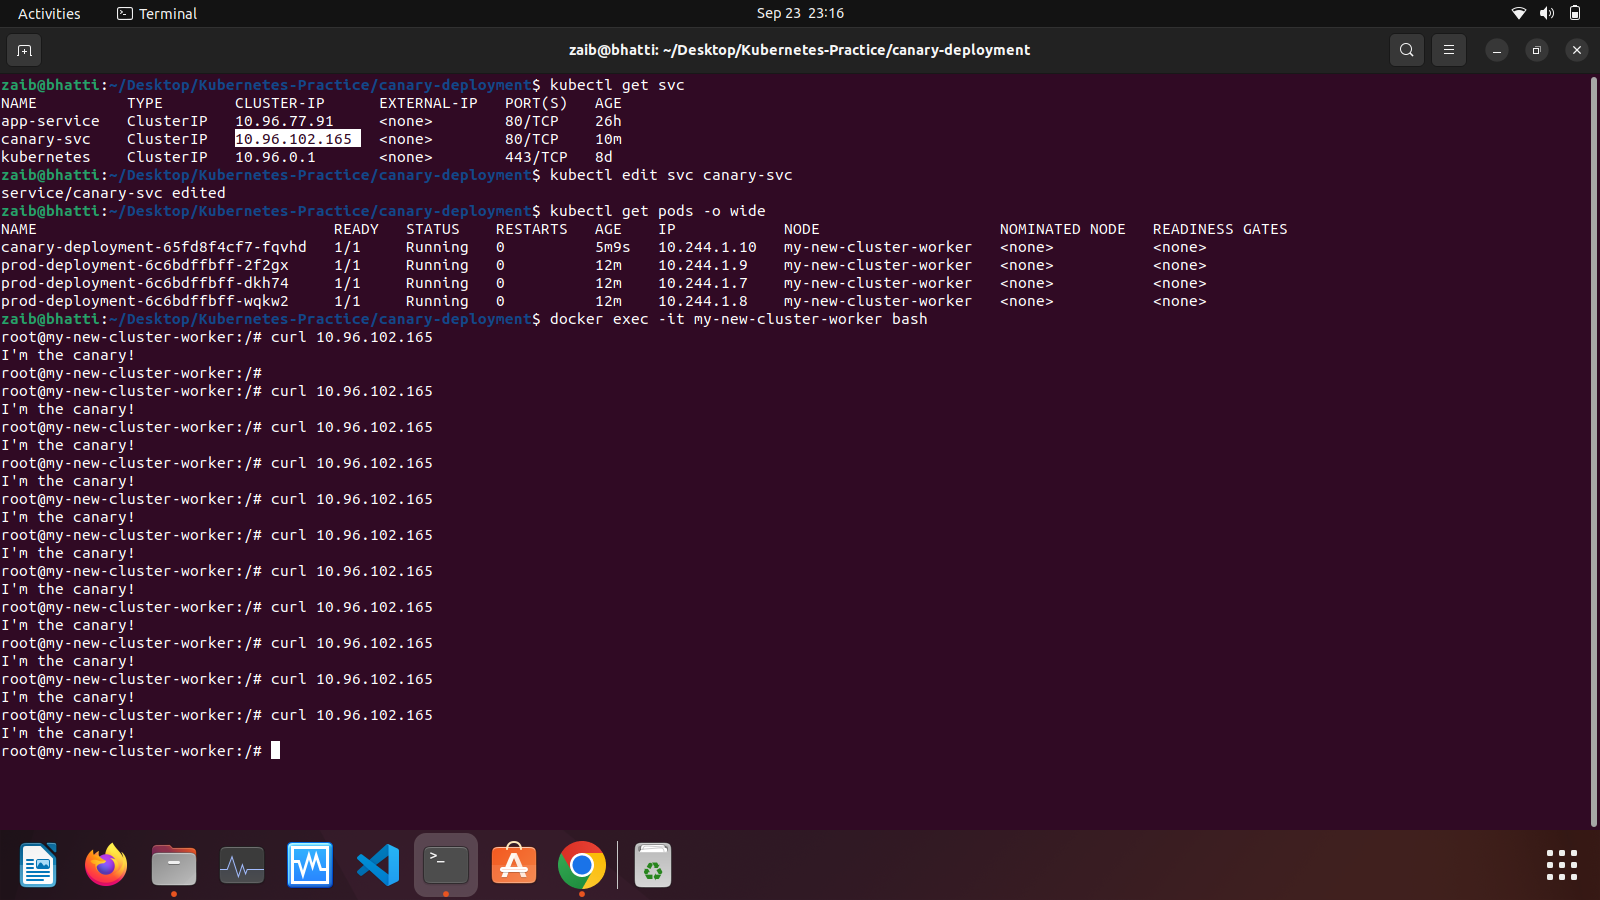 Activities Terminal Sep 23 23:16
zaib@bhatti: ~/Desktop/Kubernetes-Practice/canary-deployment
zaib@bhatti:~/Desktop/Kubernetes-Practice/canary-deployment$ kubectl get svc
NAME TYPE CLUSTER-IP EXTERNAL-IP PORT(S) AGE
app-service ClusterIP 10.96.77.91 <none> 80/TCP 26h
canary-svc ClusterIP 10.96.102.165 <none> 80/TCP 10m
kubernetes ClusterIP 10.96.0.1 <none> 443/TCP 8d
zaib@bhatti:~/Desktop/Kubernetes-Practice/canary-deployment$ kubectl edit svc canary-svc
service/canary-svc edited
zaib@bhatti:~/Desktop/Kubernetes-Practice/canary-deployment$ kubectl get pods -o wide
NAME READY STATUS RESTARTS AGE IP NODE NOMINATED NODE READINESS GATES
canary-deployment-65fd8f4cf7-fqvhd 1/1 Running 0 5m9s 10.244.1.10 my-new-cluster-worker <none> <none>
prod-deployment-6c6bdffbff-2f2gx 1/1 Running 0 12m 10.244.1.9 my-new-cluster-worker <none> <none>
prod-deployment-6c6bdffbff-dkh74 1/1 Running 0 12m 10.244.1.7 my-new-cluster-worker <none> <none>
prod-deployment-6c6bdffbff-wqkw2 1/1 Running 0 12m 10.244.1.8 my-new-cluster-worker <none> <none>
zaib@bhatti:~/Desktop/Kubernetes-Practice/canary-deployment$ docker exec -it my-new-cluster-worker bash
root@my-new-cluster-worker:/# curl 10.96.102.165
I'm the canary!
root@my-new-cluster-worker:/#
root@my-new-cluster-worker:/# curl 10.96.102.165
I'm the canary!
root@my-new-cluster-worker:/# curl 10.96.102.165
I'm the canary!
root@my-new-cluster-worker:/# curl 10.96.102.165
I'm the canary!
root@my-new-cluster-worker:/# curl 10.96.102.165
I'm the canary!
root@my-new-cluster-worker:/# curl 10.96.102.165
I'm the canary!
root@my-new-cluster-worker:/# curl 10.96.102.165
I'm the canary!
root@my-new-cluster-worker:/# curl 10.96.102.165
I'm the canary!
root@my-new-cluster-worker:/# curl 10.96.102.165
I'm the canary!
root@my-new-cluster-worker:/# curl 10.96.102.165
I'm the canary!
root@my-new-cluster-worker:/# curl 10.96.102.165
I'm the canary!
root@my-new-cluster-worker:/#